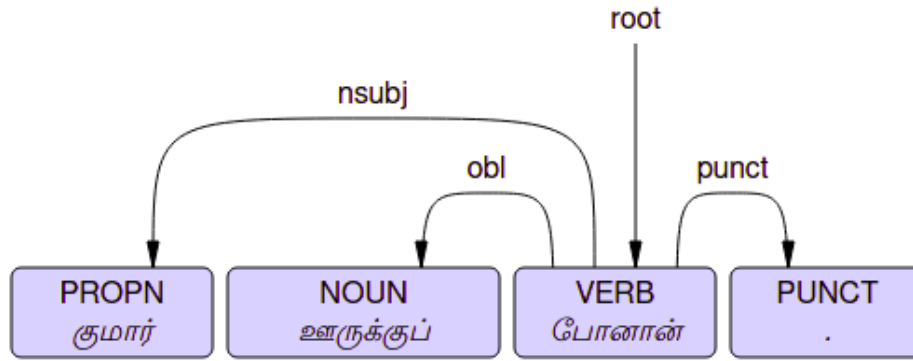 root
nsubj
obl punct
PROPN NOUN VERB PUNCT
குமார் ஊருக்குப் போனான் .